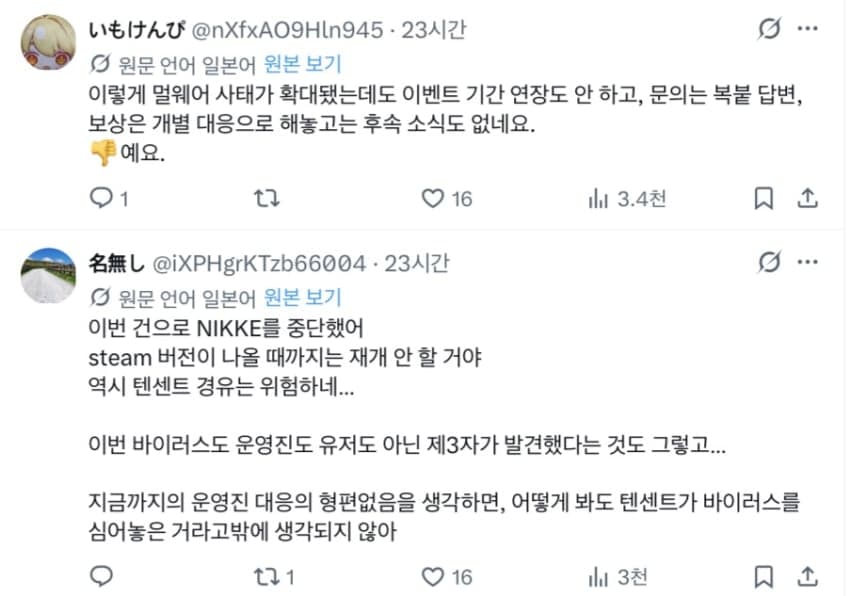 いもけんぴ @nXfxAO9Hln945 · 23시간
원문 언어 일본어 원본 보기
이렇게 멀웨어 사태가 확대됐는데도 이벤트 기간 연장도 안 하고, 문의는 복붙 답변,
보상은 개별 대응으로 해놓고는 후속 소식도 없네요.
👎예요.
1 16 3.4천
名無し @iXPHgrKTzb66004 · 23시간
원문 언어 일본어 원본 보기
이번 건으로 NIKKE를 중단했어
steam 버전이 나올 때까지는 재개 안 할 거야
역시 텐센트 경유는 위험하네...
이번 바이러스도 운영진도 유저도 아닌 제3자가 발견했다는 것도 그렇고...
지금까지의 운영진 대응의 형편없음을 생각하면, 어떻게 봐도 텐센트가 바이러스를
심어놓은 거라고밖에 생각되지 않아
1 16 3천